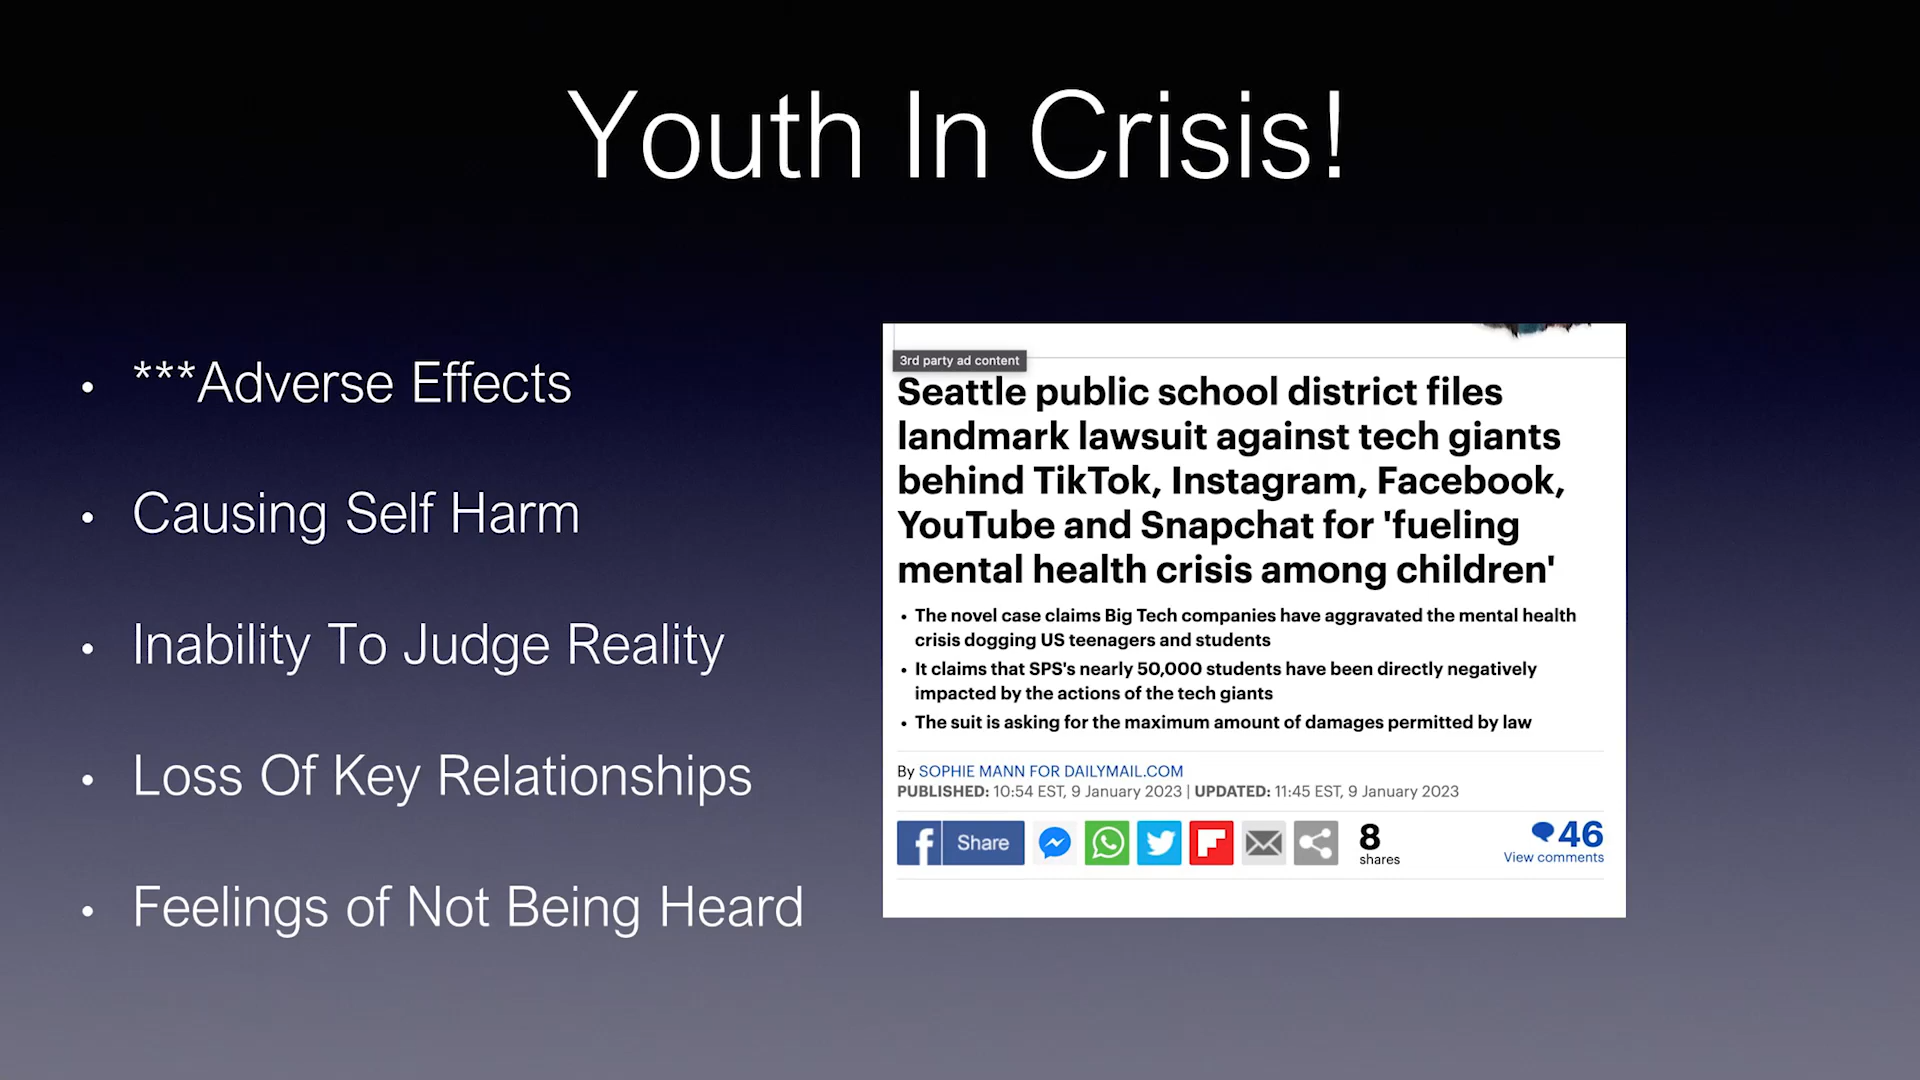 Youth In Crisis!
• ***Adverse Effects
• Causing Self Harm
• Inability To Judge Reality
• Loss Of Key Relationships
• Feelings of Not Being Heard
3rd party ad content
Seattle public school district files
landmark lawsuit against tech giants
behind TikTok, Instagram, Facebook,
YouTube and Snapchat for 'fueling
mental health crisis among children'
• The novel case claims Big Tech companies have aggravated the mental health
crisis dogging US teenagers and students
• It claims that SPS's nearly 50,000 students have been directly negatively
impacted by the actions of the tech giants
• The suit is asking for the maximum amount of damages permitted by law
By SOPHIE MANN FOR DAILYMAIL.COM
PUBLISHED: 10:54 EST, 9 January 2023 | UPDATED: 11:45 EST, 9 January 2023
f Share
8
shares
46
View comments